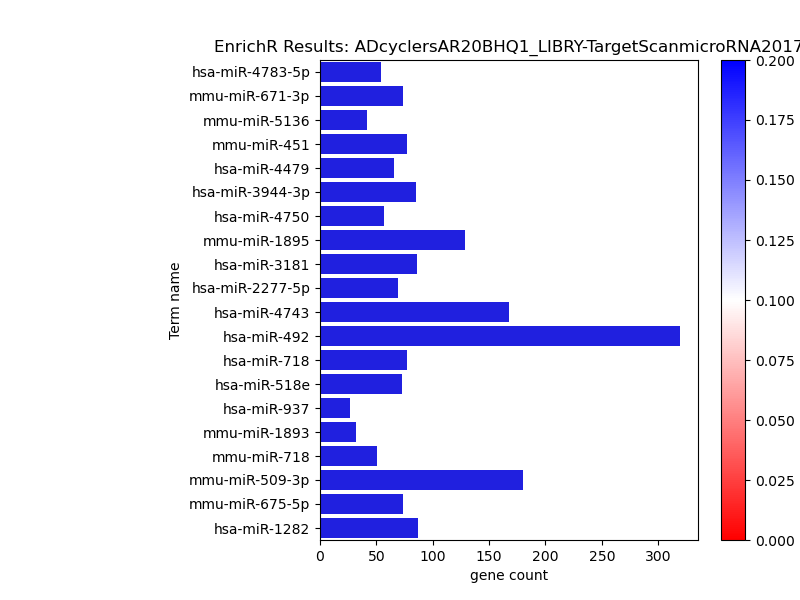 EnrichR Results: ADcyclersAR20BHQ1_LIBRY-TargetScanmicroRNA2017
hsa-miR-4783-5p
mmu-miR-671-3p
mmu-miR-5136
mmu-miR-451
hsa-miR-4479
hsa-miR-3944-3p
hsa-miR-4750
mmu-miR-1895
hsa-miR-3181
hsa-miR-2277-5p
hsa-miR-4743
hsa-miR-492
hsa-miR-718
hsa-miR-518e
hsa-miR-937
mmu-miR-1893
mmu-miR-718
mmu-miR-509-3p
mmu-miR-675-5p
hsa-miR-1282
Term name
0 50 100 150 200 250 300
gene count
0.200
0.175
0.150
0.125
0.100
0.075
0.050
0.025
0.000